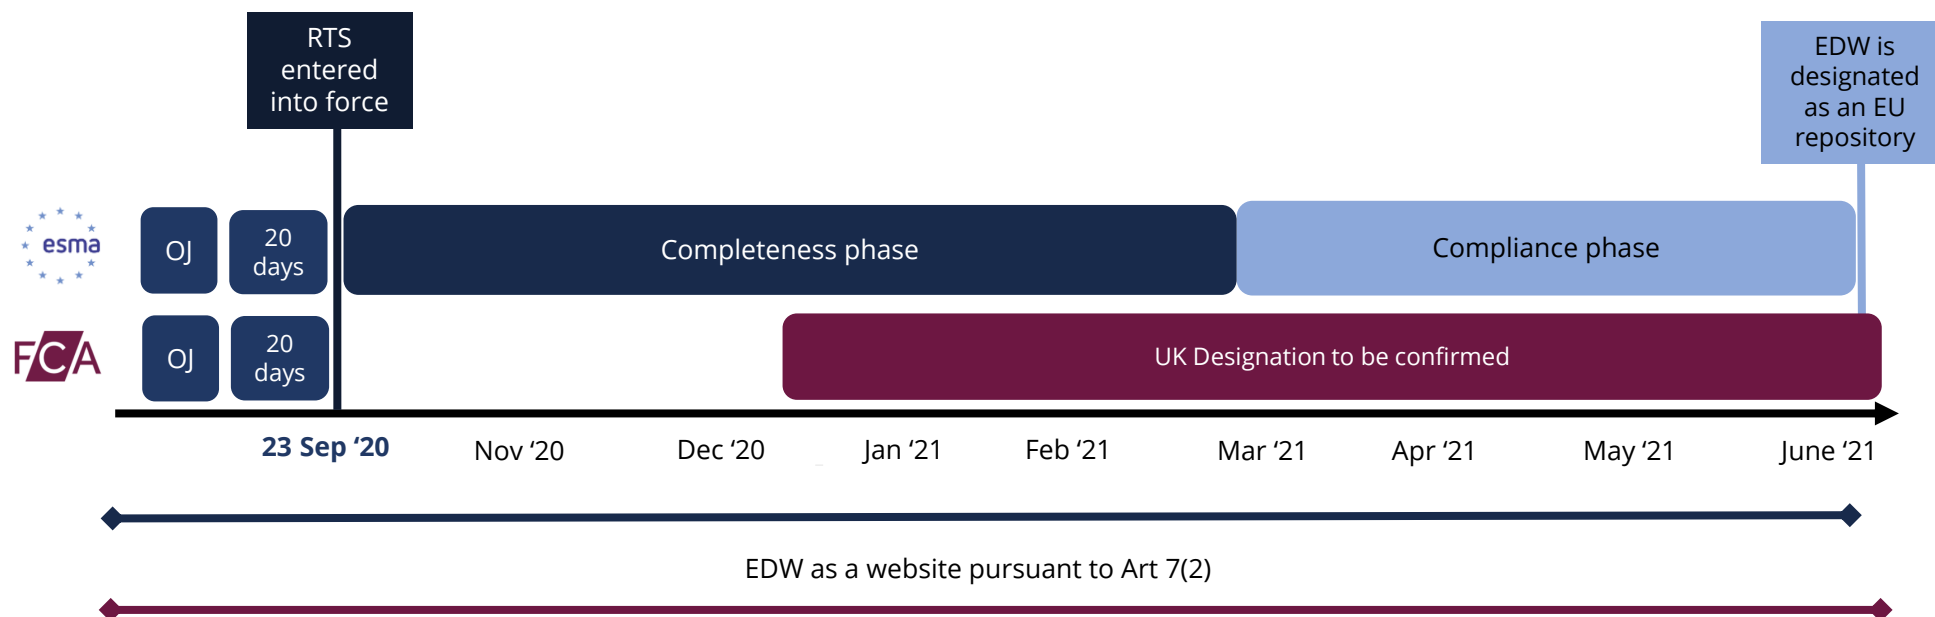 RTS
entered
into force
EDW is
designated
as an EU
repository
esma
OJ
20
days
Completeness phase
Compliance phase
FCA
OJ
20
days
UK Designation to be confirmed
23 Sep ‘20
Nov ‘20
Dec ‘20
Jan ‘21
Feb ‘21
Mar ‘21
Apr ‘21
May ‘21
June ‘21
EDW as a website pursuant to Art 7(2)